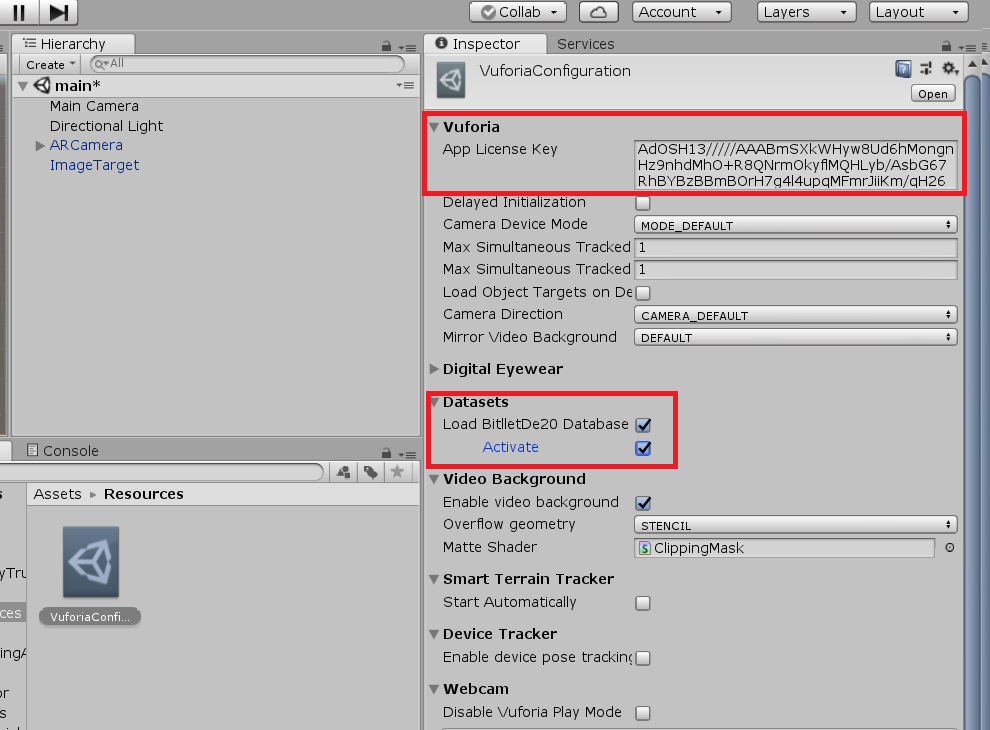 Collab
Account
Layers
Layout
Hierarchy
Create
All
main*
Main Camera
Directional Light
ARCamera
ImageTarget
Console
Assets
Resources
VuforiaConfi...
yTru
ces
ingA
or
s
Inspector
Services
VuforiaConfiguration
Open
Vuforia
App License Key
AdOSH13/////AAABmSXkWHyw8Ud6hMongn
Hz9nhdMhO+R8QNrmOkyflMQHLyb/AsbG67
RhBYBzBBmBOrH7g4l4upqMFmrJiiKm/qH26
Delayed Initialization
Camera Device Mode MODE_DEFAULT
Max Simultaneous Tracked 1
Max Simultaneous Tracked 1
Load Object Targets on De
Camera Direction CAMERA_DEFAULT
Mirror Video Background DEFAULT
Digital Eyewear
Datasets
Load BitlletDe20 Database
Activate
Video Background
Enable video background
Overflow geometry STENCIL
Matte Shader ClippingMask
Smart Terrain Tracker
Start Automatically
Device Tracker
Enable device pose tracking
Webcam
Disable Vuforia Play Mode